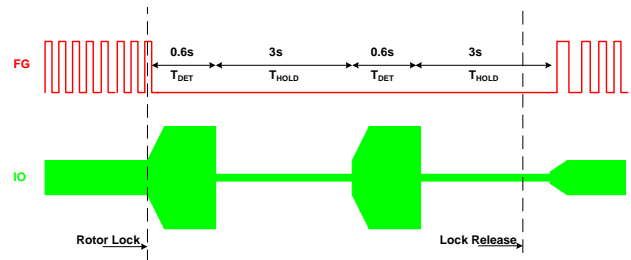 0.6s 3s 0.6s 3s
FG
TDET THOLD TDET THOLD
IO
Rotor Lock Lock Release